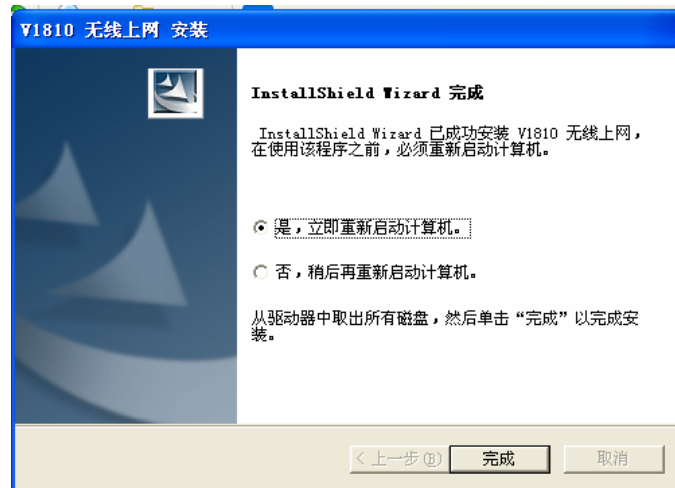 V1810 无线上网 安装
InstallShield Wizard 完成
InstallShield Wizard 已成功安装 V1810 无线上网，
在使用该程序之前，必须重新启动计算机。
是，立即重新启动计算机。
否，稍后再重新启动计算机。
从驱动器中取出所有磁盘，然后单击“完成”以完成安
装。
< 上一步(B) 完成 取消